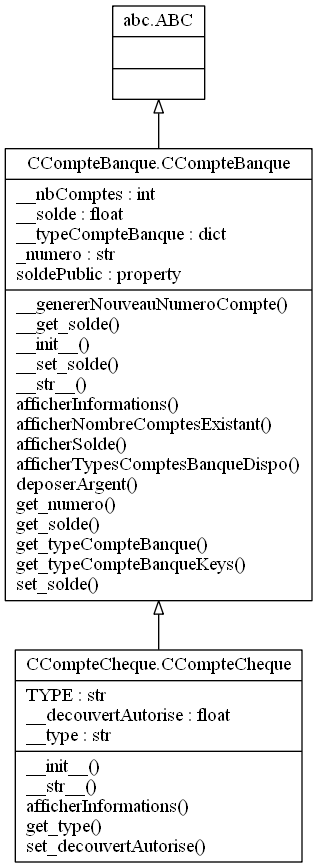 abc.ABC
CCompteBanque.CCompteBanque
__nbComptes : int
__solde : float
__typeCompteBanque : dict
_numero : str
soldePublic : property
__genererNouveauNumeroCompte()
__get_solde()
__init__()
__set_solde()
__str__()
afficherInformations()
afficherNombreComptesExistant()
afficherSolde()
afficherTypesComptesBanqueDispo()
deposerArgent()
get_numero()
get_solde()
get_typeCompteBanque()
get_typeCompteBanqueKeys()
set_solde()
CCompteCheque.CCompteCheque
TYPE : str
__decouvertAutorise : float
__type : str
__init__()
__str__()
afficherInformations()
get_type()
set_decouvertAutorise()